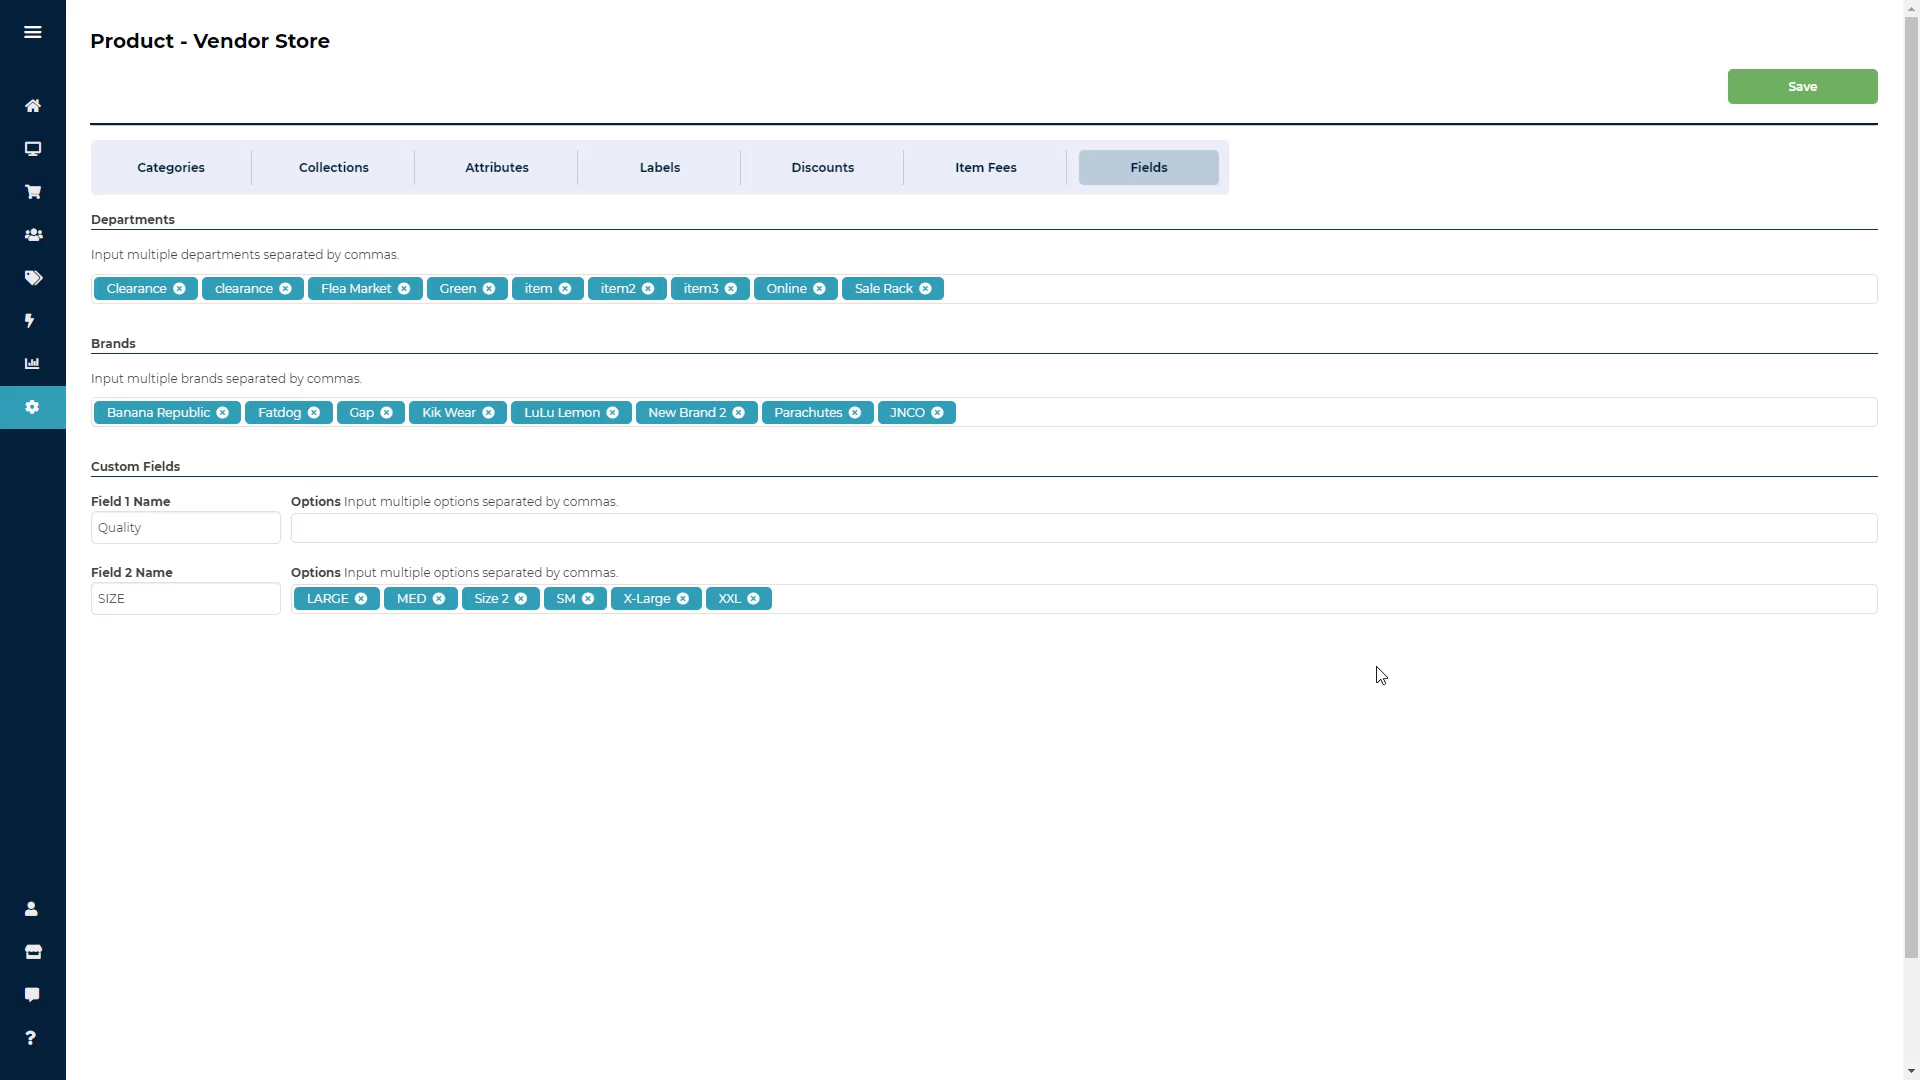 Product - Vendor Store
Save
Categories Collections Attributes Labels Discounts Item Fees Fields
Departments
Input multiple departments separated by commas.
Clearance clearance Flea Market Green item item2 item3 Online Sale Rack
Brands
Input multiple brands separated by commas.
Banana Republic Fatdog Gap Kik Wear LuLu Lemon New Brand 2 Parachutes JNCO
Custom Fields
Field 1 Name Options Input multiple options separated by commas.
Quality
Field 2 Name Options Input multiple options separated by commas.
SIZE LARGE MED Size 2 SM X-Large XXL